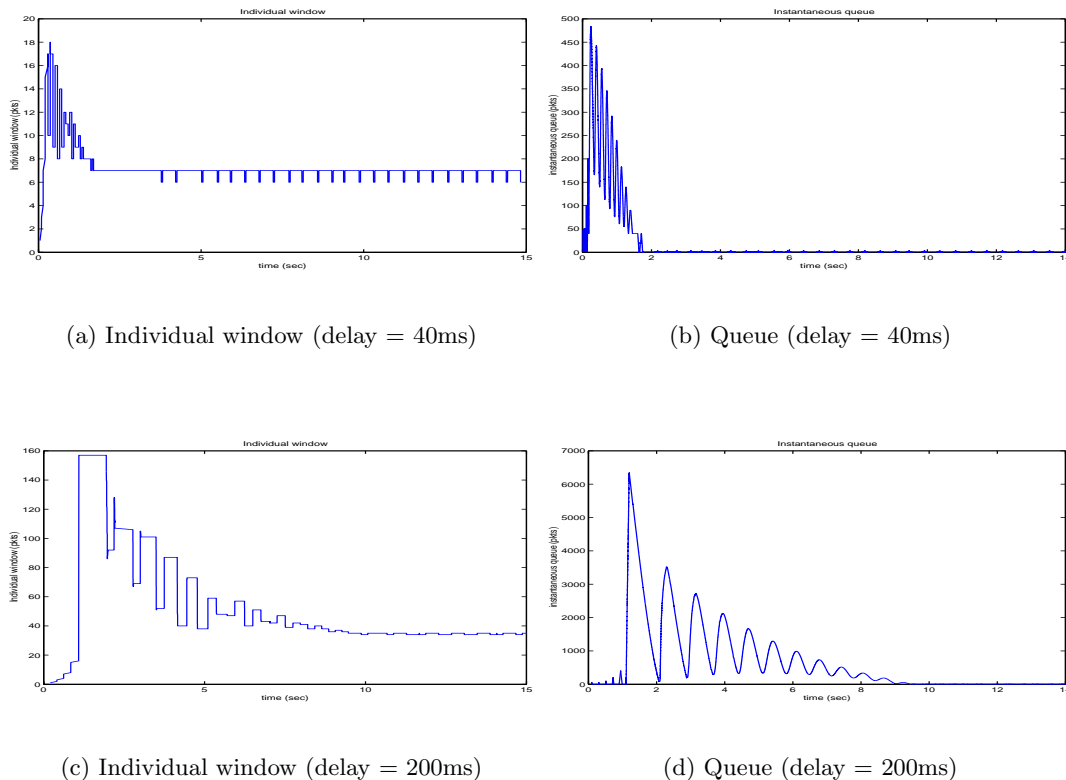 Individual window
20
18
16
14
12
10
8
6
4
2
0
Individual window (pkts)
0 5 10 15
time (sec)
Instantaneous queue
500
450
400
350
300
250
200
150
100
50
0
instantaneous queue (pkts)
0 2 4 6 8 10 12 14
time (sec)
(a) Individual window (delay = 40ms)
(b) Queue (delay = 40ms)
Individual window
160
140
120
100
80
60
40
20
0
Individual window (pkts)
0 5 10 15
time (sec)
Instantaneous queue
7000
6000
5000
4000
3000
2000
1000
0
instantaneous queue (pkts)
0 2 4 6 8 10 12 14
time (sec)
(c) Individual window (delay = 200ms)
(d) Queue (delay = 200ms)